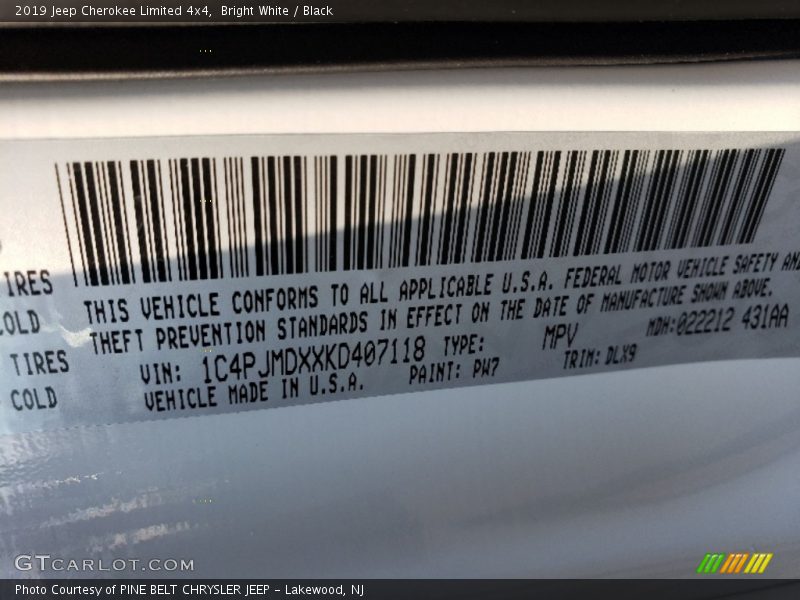 2019 Jeep Cherokee Limited 4x4, Bright White / Black
IRES
OLD
TIRES
COLD
THIS VEHICLE CONFORMS TO ALL APPLICABLE U.S.A. FEDERAL MOTOR VEHICLE SAFETY AND
THEFT PREVENTION STANDARDS IN EFFECT ON THE DATE OF MANUFACTURE SHOWN ABOVE.
VIN: 1C4PJMDXXKD407118 TYPE: MPV MDH:022212 431AA
VEHICLE MADE IN U.S.A. PAINT: PW7 TRIM: DLX9
GTCARLOT.COM
Photo Courtesy of PINE BELT CHRYSLER JEEP - Lakewood, NJ